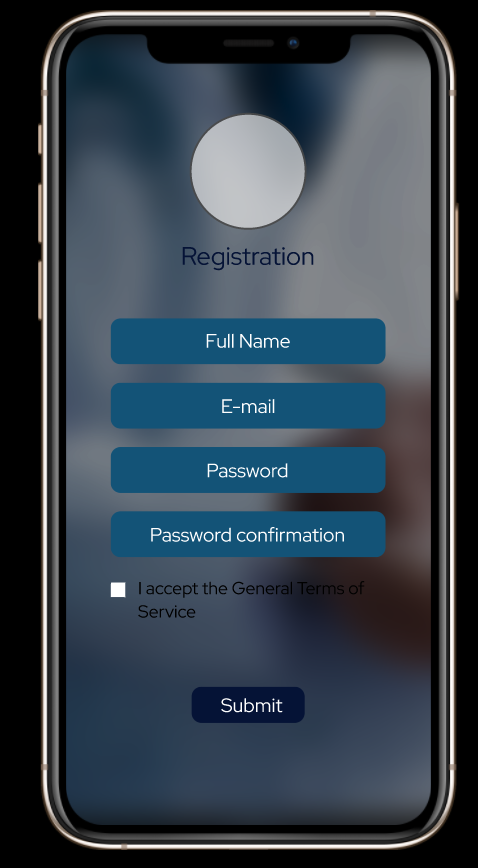 Registration
Full Name
E-mail
Password
Password confirmation
I accept the General Terms of
Service
Submit